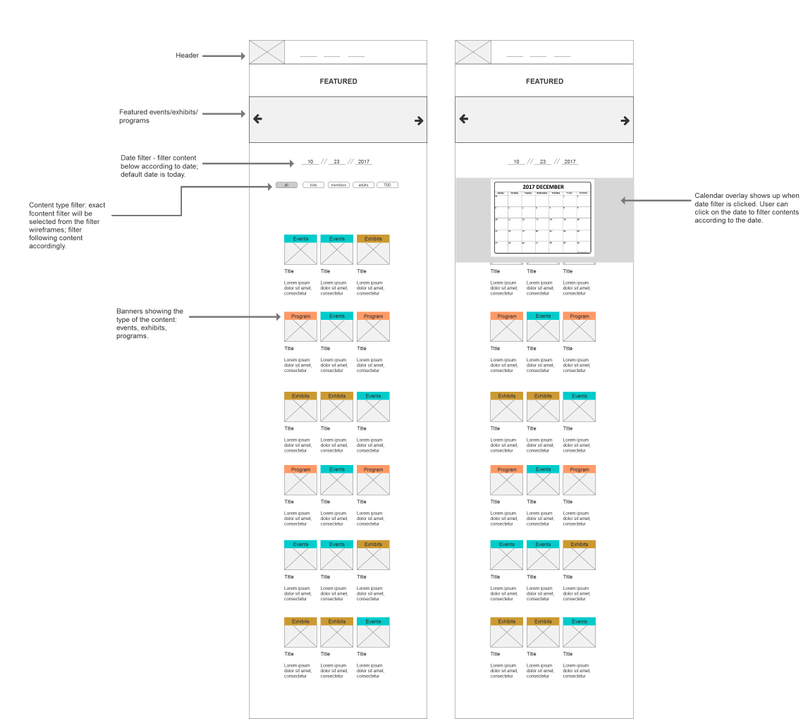 Header
FEATURED
FEATURED
Featured events/exhibits/
programs
Date filter - filter content
below according to date;
default date is today.
10 // 23 // 2017
10 // 23 // 2017
Content type filter: exact
fcontent filter will be
selected from the filter
wireframes; filter
following content
accordingly.
all kids members adults TBD
2017 DECEMBER
Calendar overlay shows up when
date filter is clicked. User can
click on the date to filter contents
according to the date.
Events Events Exhibits
Title Title Title
Lorem ipsum Lorem ipsum Lorem ipsum
dolor sit amet, dolor sit amet, dolor sit amet,
consectetur consectetur consectetur
Title Title Title
Lorem ipsum Lorem ipsum Lorem ipsum
dolor sit amet, dolor sit amet, dolor sit amet,
consectetur consectetur consectetur
Banners showing the
type of the content:
events, exhibits,
programs.
Program Events Program
Title Title Title
Lorem ipsum Lorem ipsum Lorem ipsum
dolor sit amet, dolor sit amet, dolor sit amet,
consectetur consectetur consectetur
Program Events Program
Title Title Title
Lorem ipsum Lorem ipsum Lorem ipsum
dolor sit amet, dolor sit amet, dolor sit amet,
consectetur consectetur consectetur
Exhibits Exhibits Events
Title Title Title
Lorem ipsum Lorem ipsum Lorem ipsum
dolor sit amet, dolor sit amet, dolor sit amet,
consectetur consectetur consectetur
Exhibits Exhibits Events
Title Title Title
Lorem ipsum Lorem ipsum Lorem ipsum
dolor sit amet, dolor sit amet, dolor sit amet,
consectetur consectetur consectetur
Program Events Program
Title Title Title
Lorem ipsum Lorem ipsum Lorem ipsum
dolor sit amet, dolor sit amet, dolor sit amet,
consectetur consectetur consectetur
Program Events Program
Title Title Title
Lorem ipsum Lorem ipsum Lorem ipsum
dolor sit amet, dolor sit amet, dolor sit amet,
consectetur consectetur consectetur
Events Events Exhibits
Title Title Title
Lorem ipsum Lorem ipsum Lorem ipsum
dolor sit amet, dolor sit amet, dolor sit amet,
consectetur consectetur consectetur
Events Events Exhibits
Title Title Title
Lorem ipsum Lorem ipsum Lorem ipsum
dolor sit amet, dolor sit amet, dolor sit amet,
consectetur consectetur consectetur
Exhibits Exhibits Events
Title Title Title
Lorem ipsum Lorem ipsum Lorem ipsum
dolor sit amet, dolor sit amet, dolor sit amet,
consectetur consectetur consectetur
Exhibits Exhibits Events
Title Title Title
Lorem ipsum Lorem ipsum Lorem ipsum
dolor sit amet, dolor sit amet, dolor sit amet,
consectetur consectetur consectetur